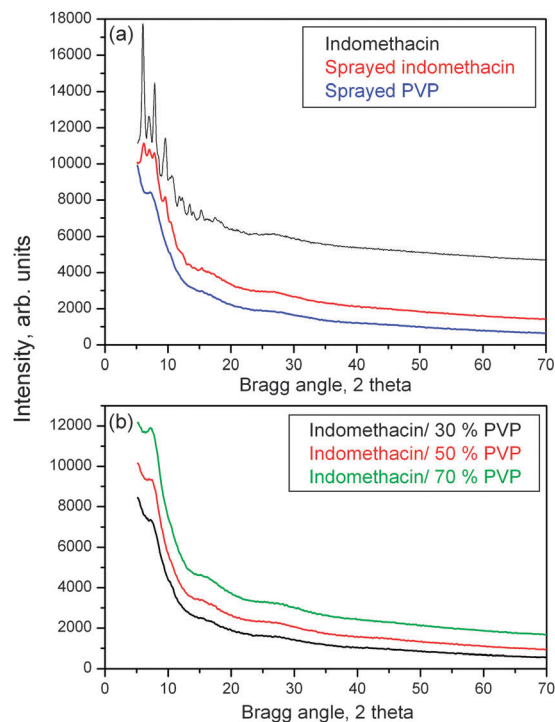 (a)
Indomethacin
Sprayed indomethacin
Sprayed PVP
18000
16000
14000
12000
10000
8000
6000
4000
2000
0
0 10 20 30 40 50 60 70
Bragg angle, 2 theta
Intensity, arb. units
(b)
Indomethacin/ 30 % PVP
Indomethacin/ 50 % PVP
Indomethacin/ 70 % PVP
12000
10000
8000
6000
4000
2000
0
0 10 20 30 40 50 60 70
Bragg angle, 2 theta